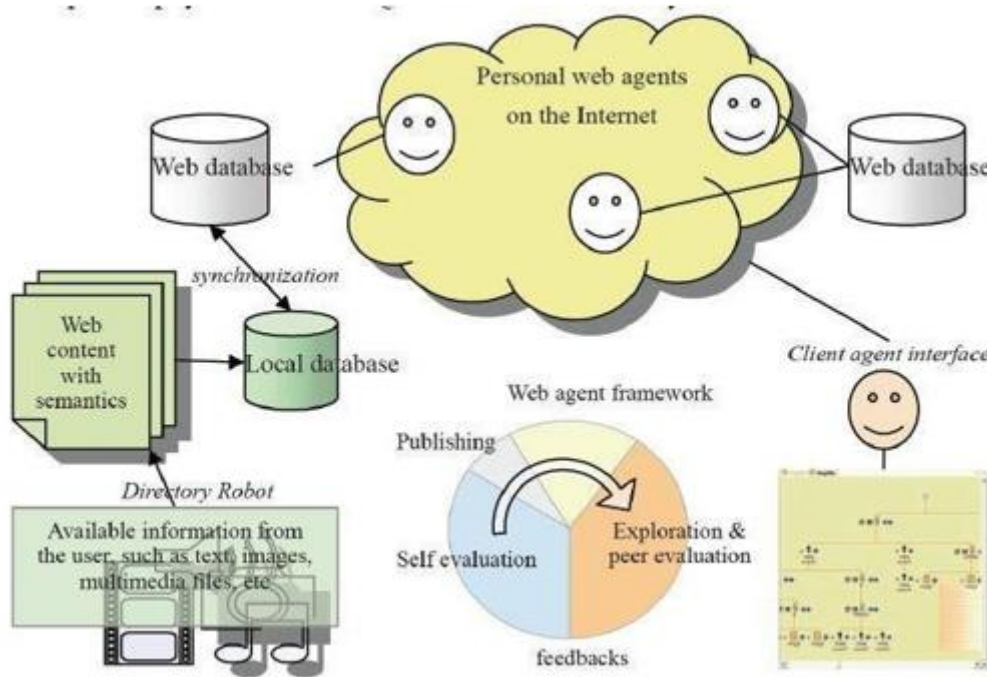 Personal web agents
on the Internet
Web database
Web database
synchronization
Web
content
with
semantics
Local database
Client agent interface
Web agent framework
Publishing
Directory Robot
Available information from
the user, such as text, images,
multimedia files, etc
Self evaluation
Exploration &
peer evaluation
feedbacks